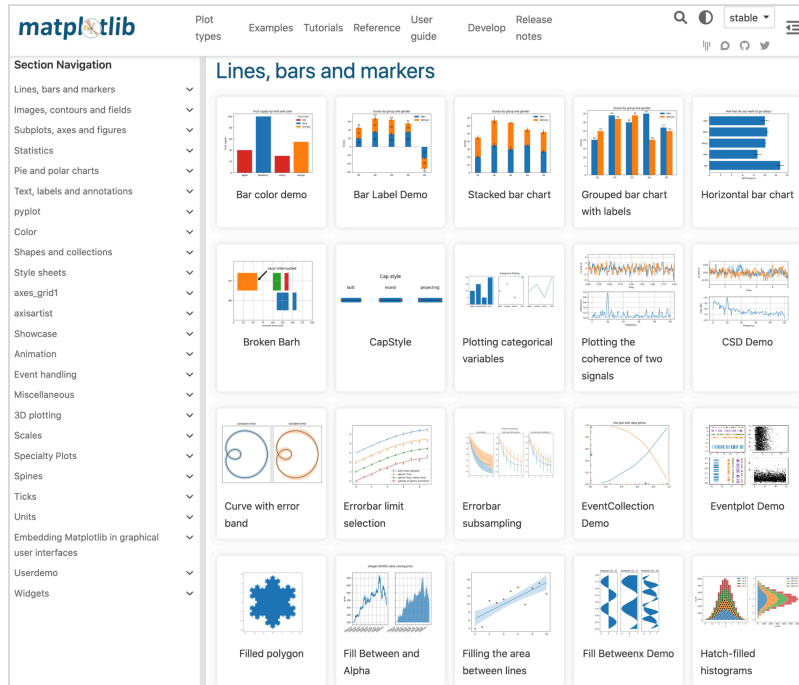 matplotlib
Plot types
Examples
Tutorials
Reference
User guide
Develop
Release notes
stable
Section Navigation
Lines, bars and markers
Images, contours and fields
Subplots, axes and figures
Statistics
Pie and polar charts
Text, labels and annotations
pyplot
Color
Shapes and collections
Style sheets
axes_grid1
axisartist
Showcase
Animation
Event handling
Miscellaneous
3D plotting
Scales
Specialty Plots
Spines
Ticks
Units
Embedding Matplotlib in graphical
user interfaces
Userdemo
Widgets
Lines, bars and markers
Bar color demo
Bar Label Demo
Stacked bar chart
Grouped bar chart
with labels
Horizontal bar chart
race interrupted
Broken Barh
Cap style
butt
round
projecting
CapStyle
Plotting categorical
variables
Plotting the
coherence of two
signals
CSD Demo
Curve with error
band
Errorbar limit
selection
Errorbar
subsampling
EventCollection
Demo
Eventplot Demo
Filled polygon
Fill Between and
Alpha
Filling the area
between lines
Fill Betweenx Demo
Hatch-filled
histograms